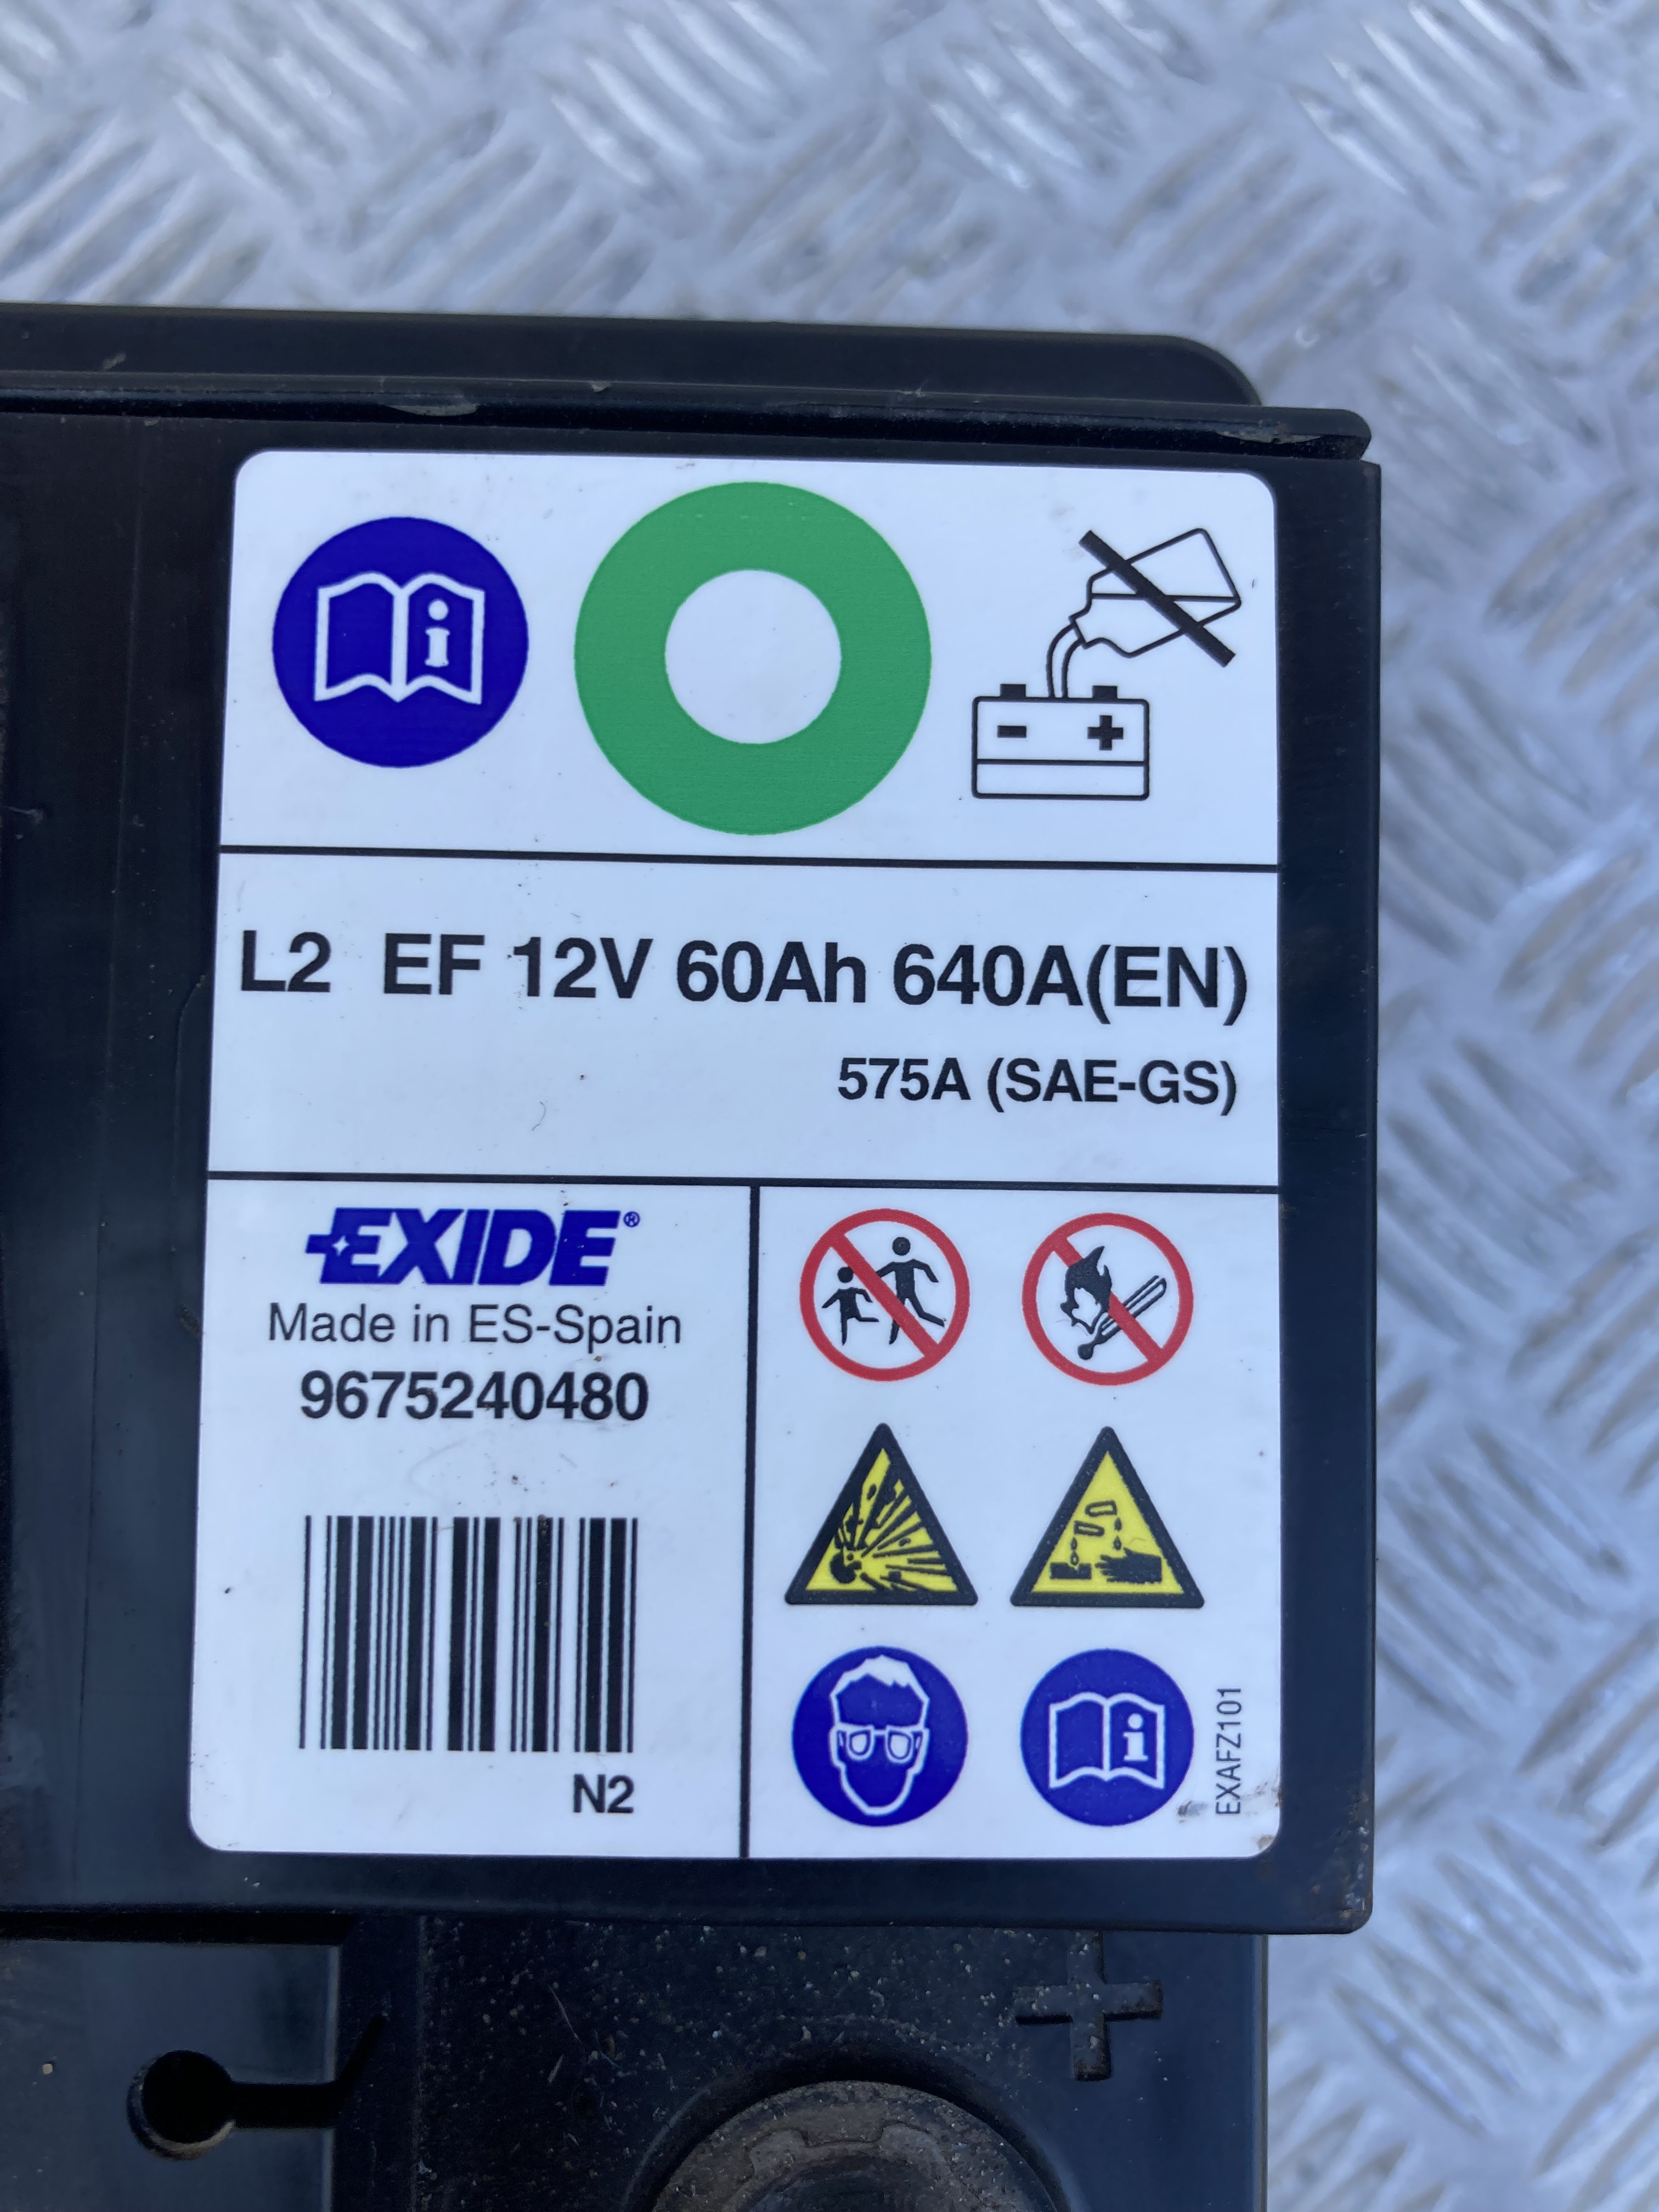 L2 EF 12V 60Ah 640A(EN)
575A (SAE-GS)
EXIDE®
Made in ES-Spain
9675240480
N2
EXAFZ101